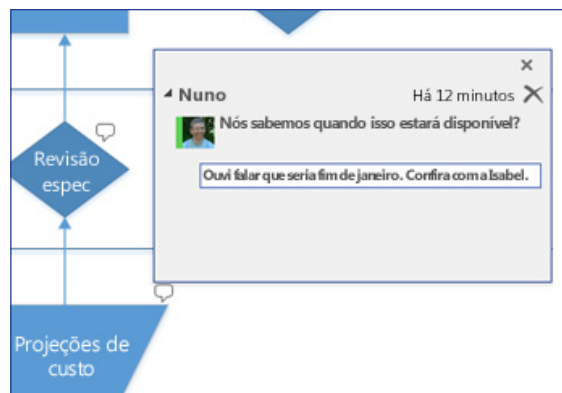 Nuno
Há 12 minutos
Nós sabemos quando isso estará disponível?
Ouvi falar que seria fim de janeiro. Confira com a Isabel.
Revisão
espec
Projeções de
custo